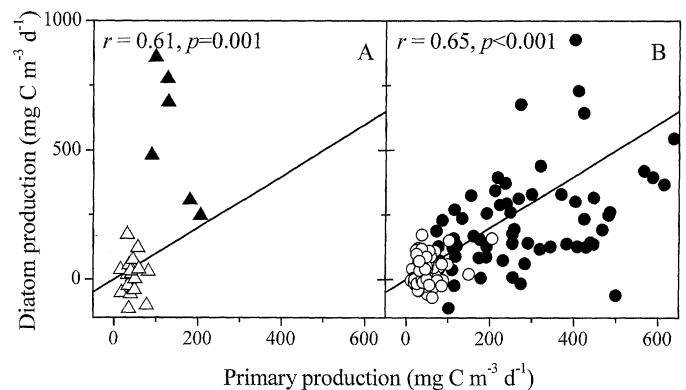 1000
500
0
Diatom production (mg C m⁻³ d⁻¹)
r = 0.61, p=0.001
A
r = 0.65, p<0.001
B
0 200 400 600
0 200 400 600
Primary production (mg C m⁻³ d⁻¹)